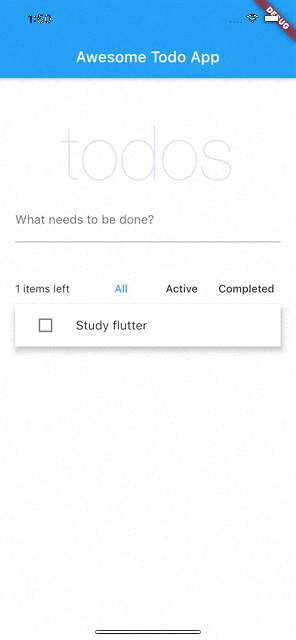 1:50
DEBUG
Awesome Todo App
todos
What needs to be done?
1 items left All Active Completed
Study flutter